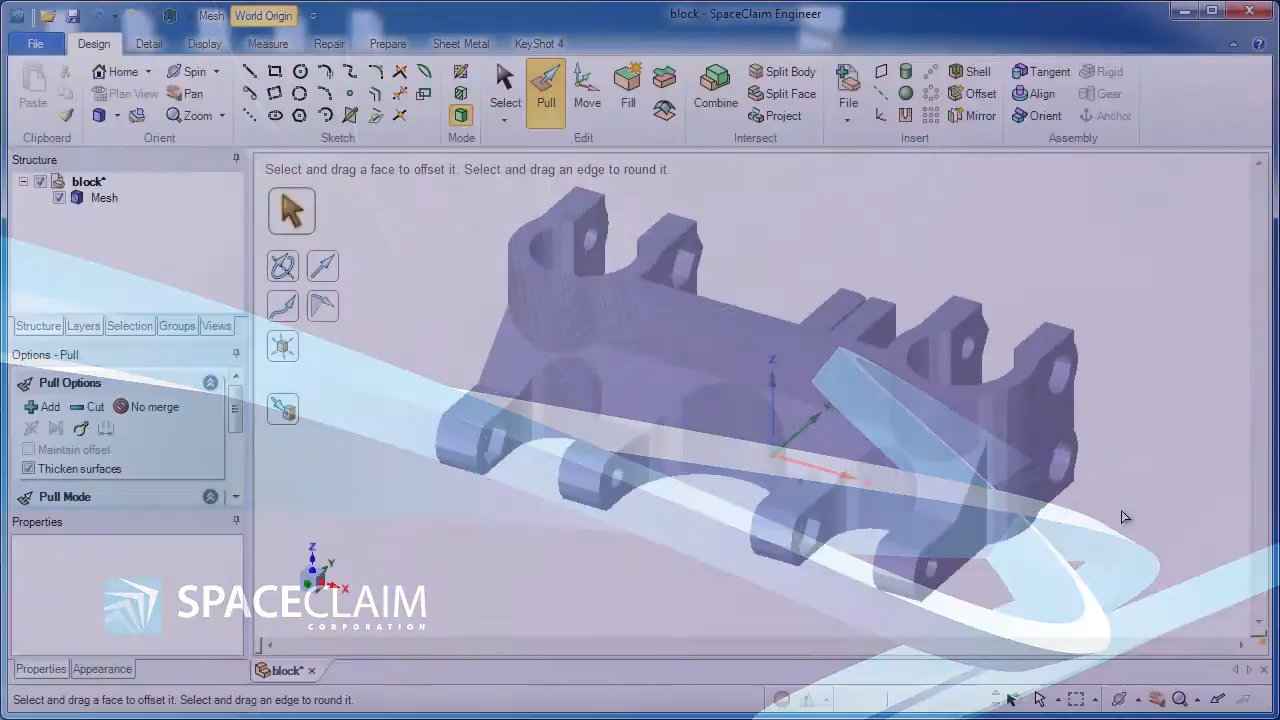 Mesh World Origin
block - SpaceClaim Engineer
File Design Detail Display Measure Repair Prepare Sheet Metal KeyShot 4
Paste
Clipboard
Home Spin
Plan View Pan
Zoom
Orient
Sketch
Mode
Select Pull Move Fill
Edit
Combine
Split Body
Split Face
Project
Intersect
File
Shell
Offset
Mirror
Insert
Tangent Rigid
Align Gear
Orient Anchor
Assembly
Structure
block*
Mesh
Structure Layers Selection Groups Views
Options - Pull
Pull Options
Add Cut No merge
Maintain offset
Thicken surfaces
Pull Mode
Properties
Properties Appearance
Select and drag a face to offset it. Select and drag an edge to round it.
Z
Z
Y
X
SPACECLAIM
CORPORATION
block*
Select and drag a face to offset it. Select and drag an edge to round it.